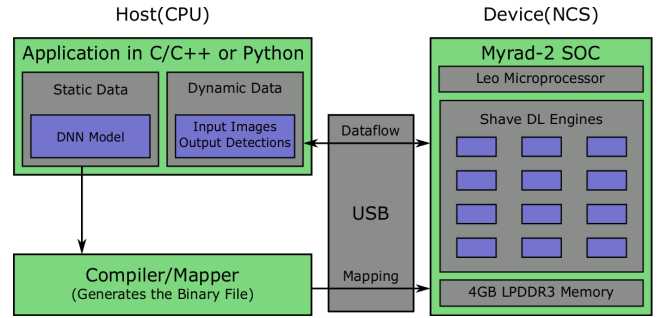 Host(CPU)
Device(NCS)
Application in C/C++ or Python
Static Data
DNN Model
Dynamic Data
Input Images
Output Detections
Compiler/Mapper
(Generates the Binary File)
Dataflow
USB
Mapping
Myrad-2 SOC
Leo Microprocessor
Shave DL Engines
4GB LPDDR3 Memory